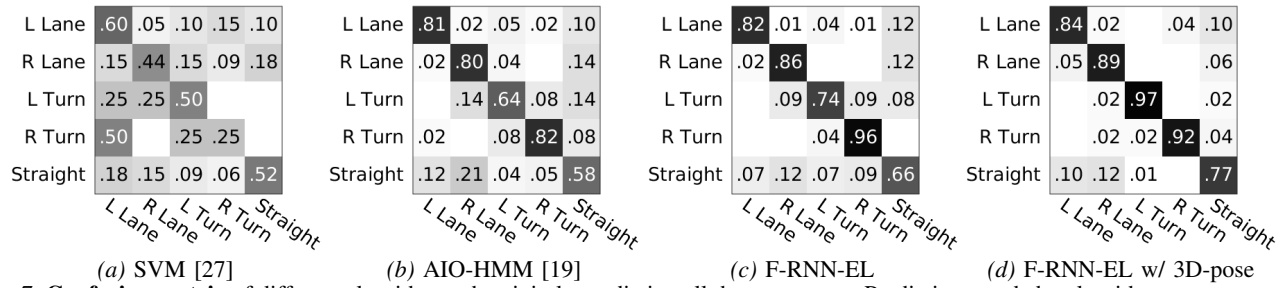 L Lane .60 .05 .10 .15 .10
R Lane .15 .44 .15 .09 .18
L Turn .25 .25 .50
R Turn .50 .25 .25
Straight .18 .15 .09 .06 .52
L Lane R Lane L Turn R Turn Straight
(a) SVM [27]
L Lane .81 .02 .05 .02 .10
R Lane .02 .80 .04 .14
L Turn .14 .64 .08 .14
R Turn .02 .08 .82 .08
Straight .12 .21 .04 .05 .58
L Lane R Lane L Turn R Turn Straight
(b) AIO-HMM [19]
L Lane .82 .01 .04 .01 .12
R Lane .02 .86 .12
L Turn .09 .74 .09 .08
R Turn .04 .96
Straight .07 .12 .07 .09 .66
L Lane R Lane L Turn R Turn Straight
(c) F-RNN-EL
L Lane .84 .02 .04 .10
R Lane .05 .89 .06
L Turn .02 .97 .02
R Turn .02 .02 .92 .04
Straight .10 .12 .01 .77
L Lane R Lane L Turn R Turn Straight
(d) F-RNN-EL w/ 3D-pose